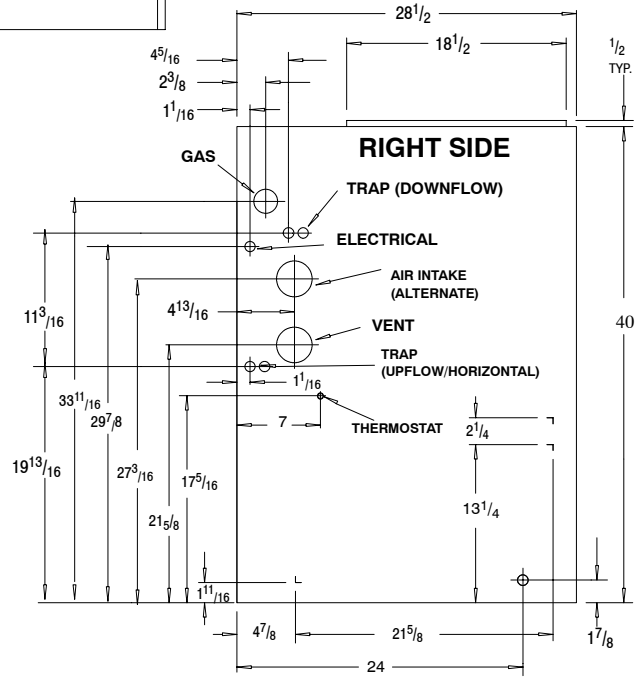 28 1/2
4 5/16
18 1/2
1/2
TYP.
2 3/8
1 1/16
RIGHT SIDE
GAS
TRAP (DOWNFLOW)
ELECTRICAL
AIR INTAKE
(ALTERNATE)
4 13/16
11 3/16
40
VENT
TRAP
(UPFLOW/HORIZONTAL)
1 1/16
33 11/16
29 7/8
7
THERMOSTAT
2 1/4
19 13/16
27 3/16
17 5/16
13 1/4
21 5/8
1 11/16
4 7/8
21 5/8
1 7/8
24